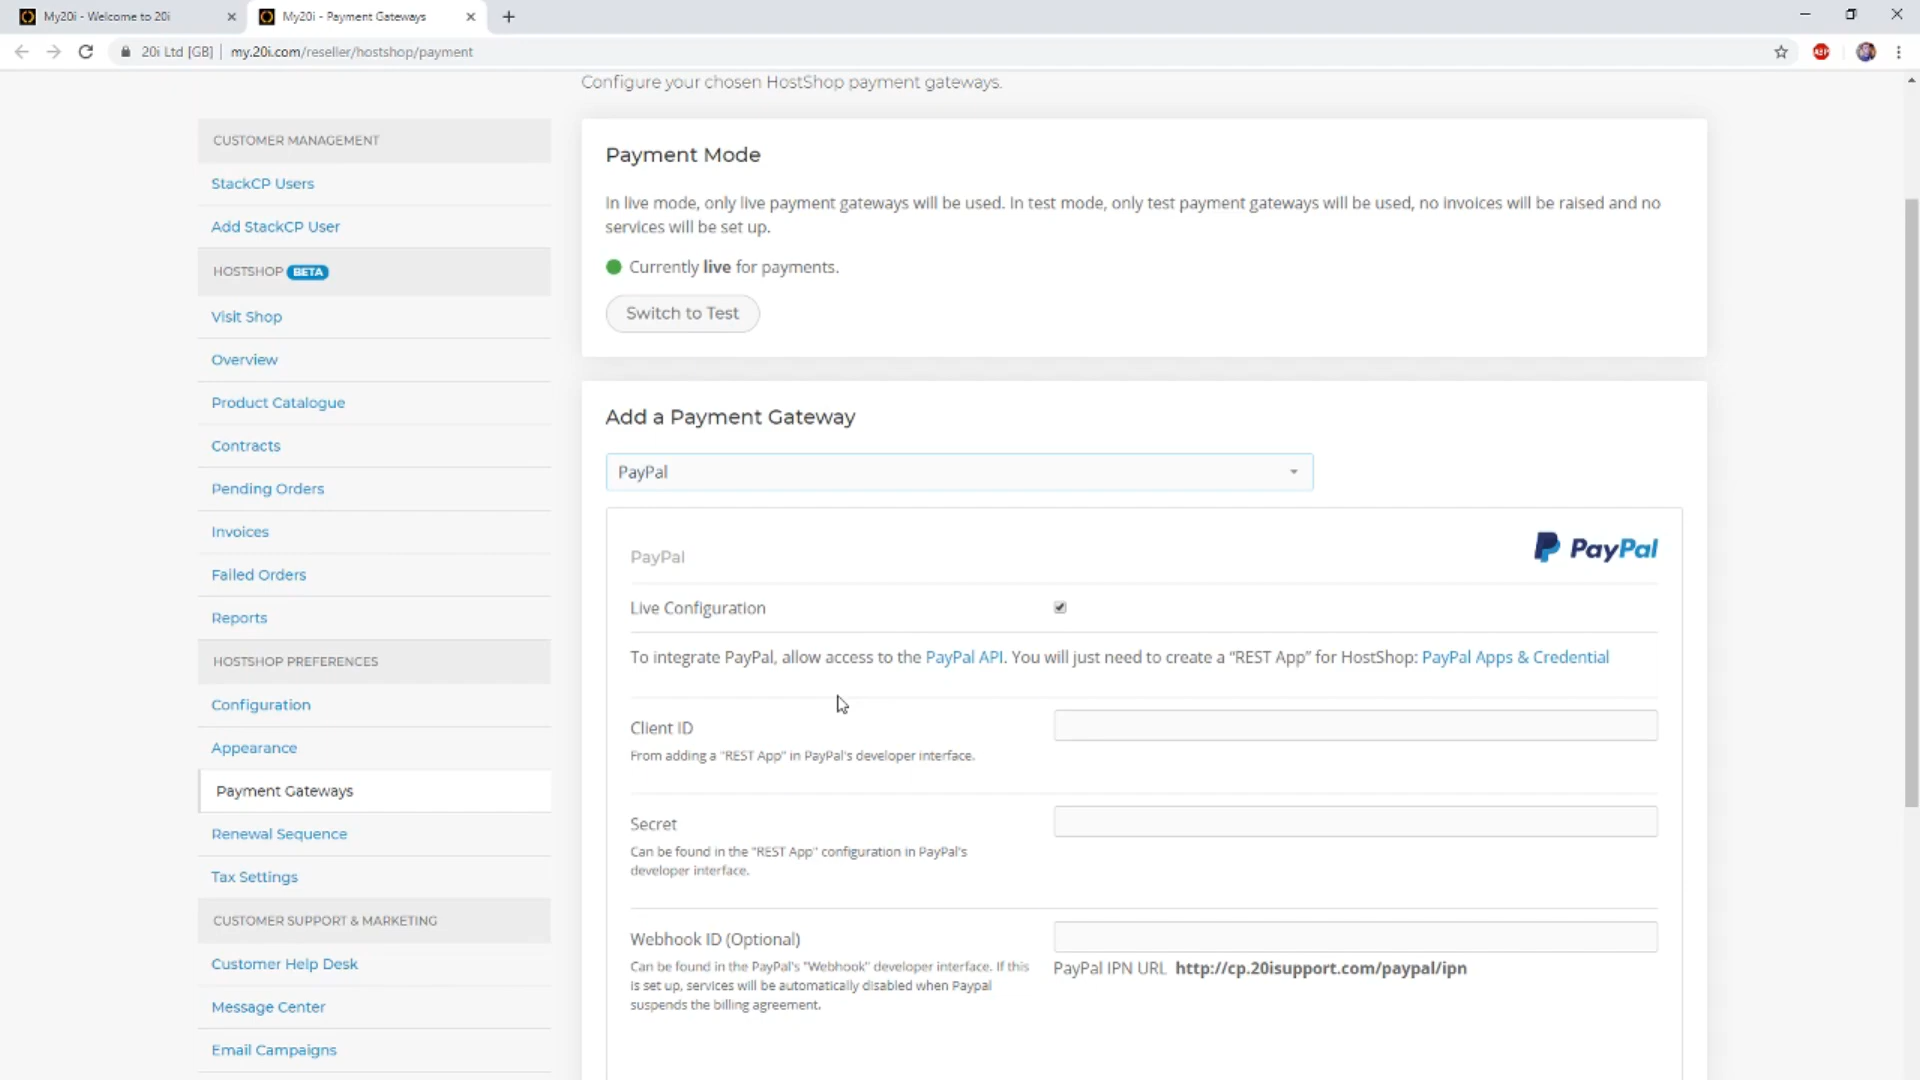 My20i - Welcome to 20i
My20i - Payment Gateways
20i Ltd [GB] | my.20i.com/reseller/hostshop/payment
ABP
Configure your chosen HostShop payment gateways.
CUSTOMER MANAGEMENT
StackCP Users
Add StackCP User
HOSTSHOP BETA
Visit Shop
Overview
Product Catalogue
Contracts
Pending Orders
Invoices
Failed Orders
Reports
HOSTSHOP PREFERENCES
Configuration
Appearance
Payment Gateways
Renewal Sequence
Tax Settings
CUSTOMER SUPPORT & MARKETING
Customer Help Desk
Message Center
Email Campaigns
Payment Mode
In live mode, only live payment gateways will be used. In test mode, only test payment gateways will be used, no invoices will be raised and no
services will be set up.
Currently live for payments.
Switch to Test
Add a Payment Gateway
PayPal
PayPal
PayPal
Live Configuration
To integrate PayPal, allow access to the PayPal API. You will just need to create a “REST App” for HostShop: PayPal Apps & Credential
Client ID
From adding a "REST App" in PayPal's developer interface.
Secret
Can be found in the "REST App" configuration in PayPal's
developer interface.
Webhook ID (Optional)
Can be found in the PayPal's "Webhook" developer interface. If this
is set up, services will be automatically disabled when Paypal
suspends the billing agreement.
PayPal IPN URL http://cp.20isupport.com/paypal/ipn